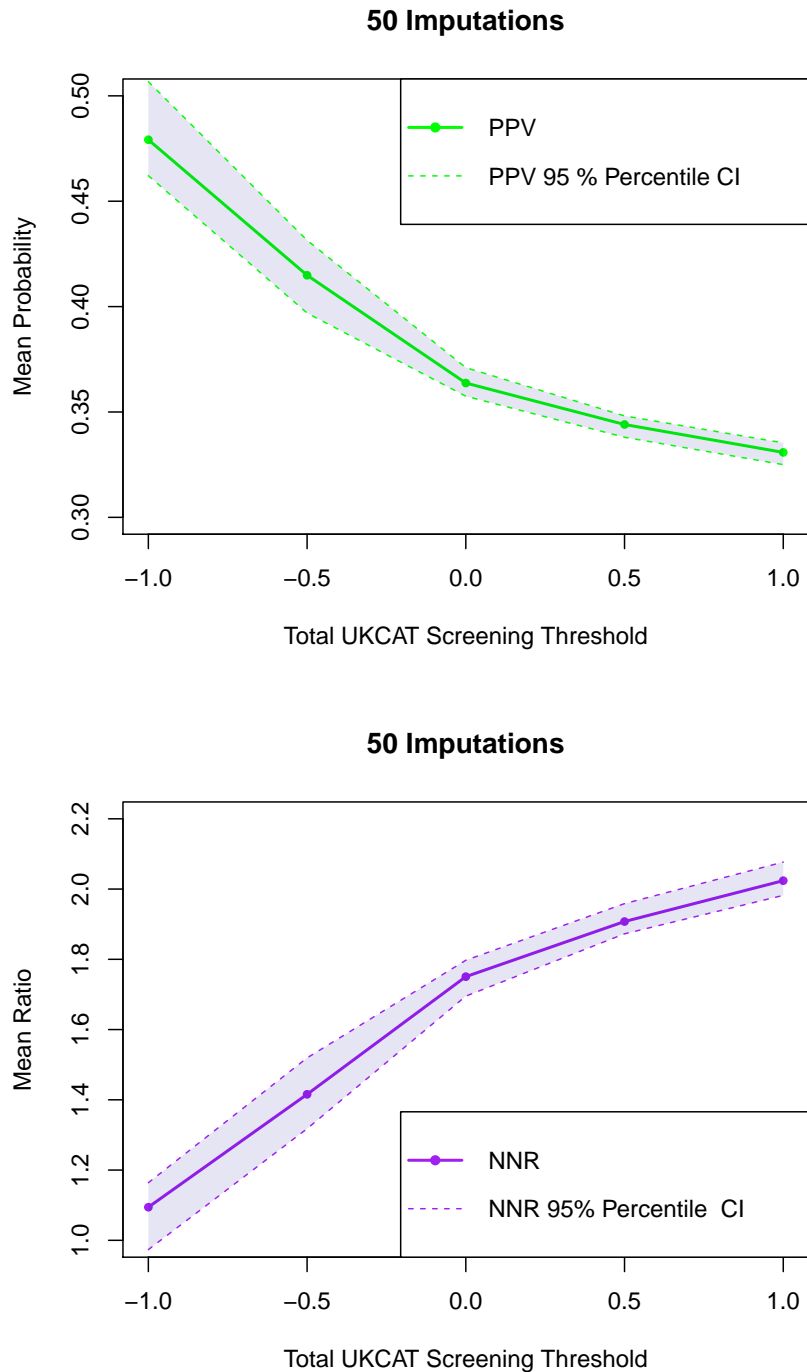 50 Imputations
0.50
0.45
0.40
0.35
0.30
Mean Probability
PPV
PPV 95 % Percentile CI
−1.0 −0.5 0.0 0.5 1.0
Total UKCAT Screening Threshold
50 Imputations
2.2
2.0
1.8
1.6
1.4
1.2
1.0
Mean Ratio
NNR
NNR 95% Percentile  CI
−1.0 −0.5 0.0 0.5 1.0
Total UKCAT Screening Threshold